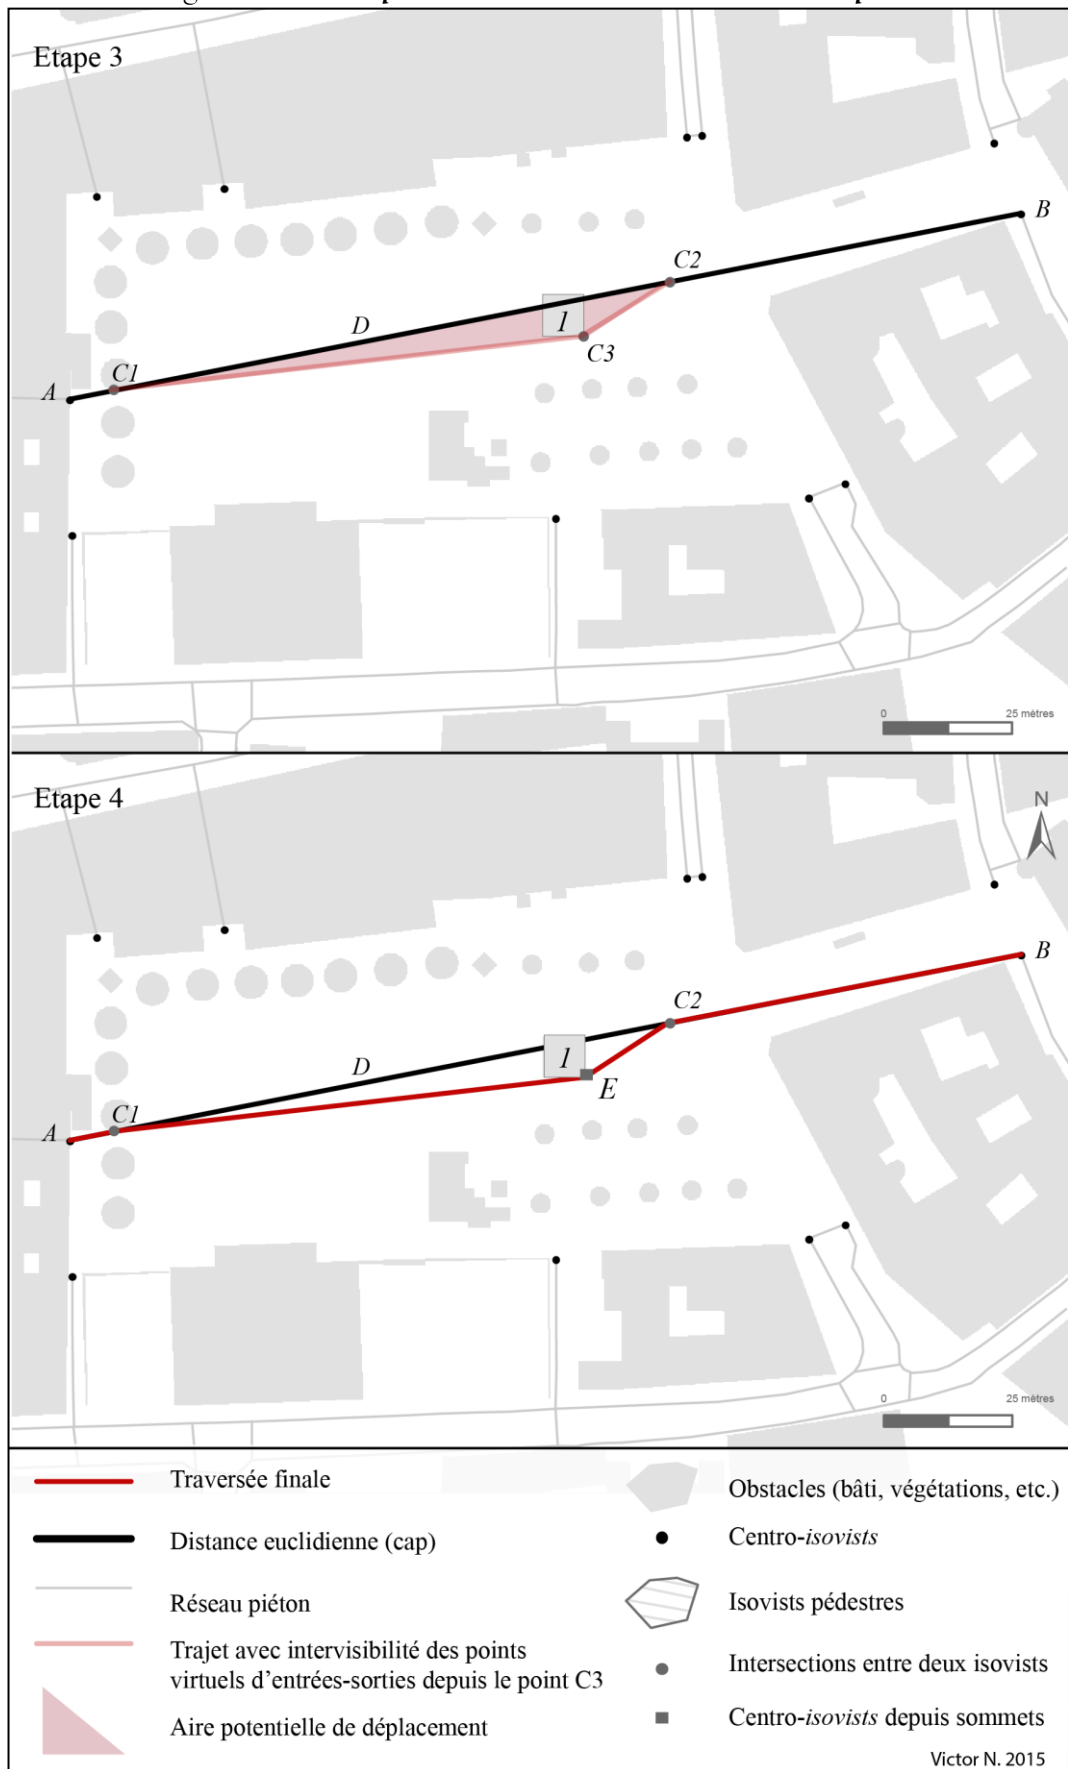 Etape 3
B
C2
D
1
C3
C1
A
0 25 mètres
Etape 4
N
B
C2
D
1
E
C1
A
0 25 mètres
Traversée finale
Distance euclidienne (cap)
Réseau piéton
Trajet avec intervisibilité des points
virtuels d'entrées-sorties depuis le point C3
Aire potentielle de déplacement
Obstacles (bâti, végétations, etc.)
Centro-isovists
Isovists pédestres
Intersections entre deux isovists
Centro-isovists depuis sommets
Victor N. 2015